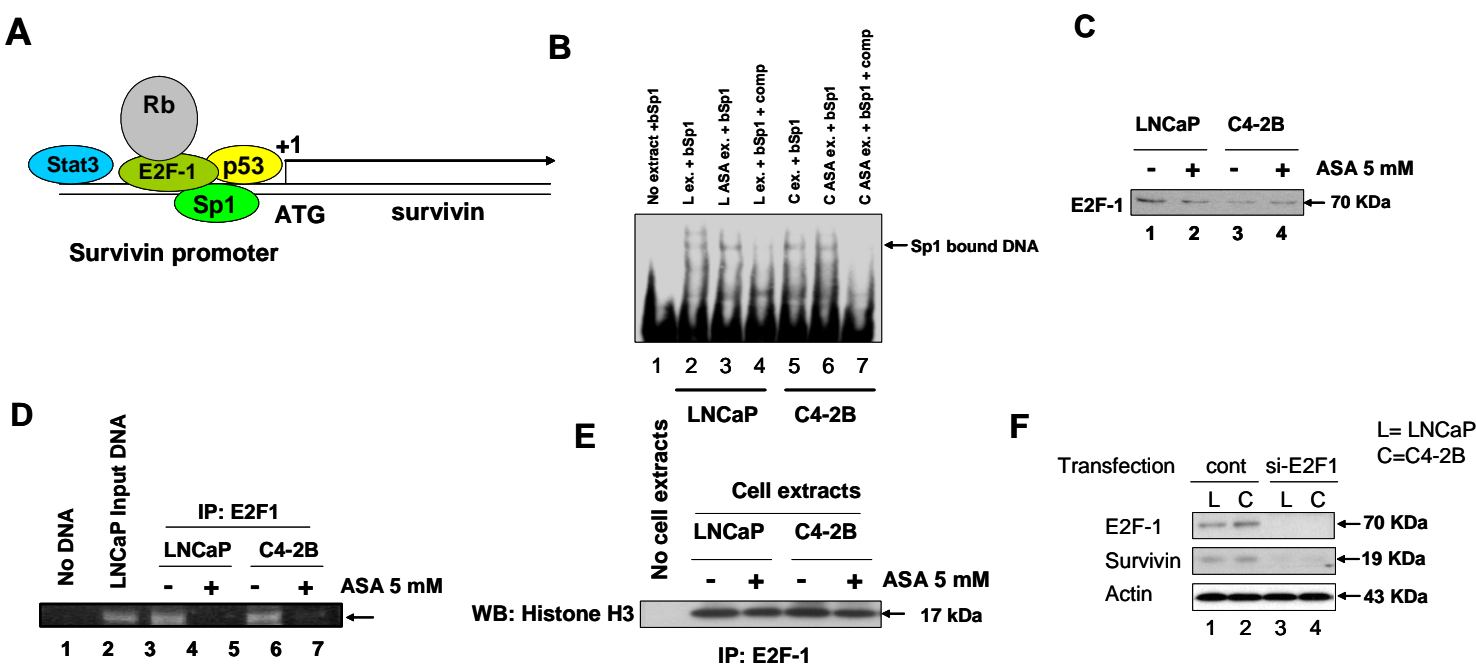 A
Rb
Stat3
E2F-1
p53
+1
Sp1
ATG
survivin
Survivin promoter
B
No extract +bSp1
L ex. + bSp1
L ASA ex. + bSp1
L ex. + bSp1 + comp
C ex. + bSp1
C ASA ex. + bSp1
C ASA ex. + bSp1 + comp
Sp1 bound DNA
1 2 3 4 5 6 7
LNCaP C4-2B
C
LNCaP C4-2B
- + - + ASA 5 mM
E2F-1 70 KDa
1 2 3 4
D
No DNA
LNCaP Input DNA
IP: E2F1
LNCaP C4-2B
- + - + ASA 5 mM
1 2 3 4 5 6 7
E
No cell extracts
Cell extracts
LNCaP C4-2B
- + - + ASA 5 mM
WB: Histone H3 17 kDa
IP: E2F-1
F
L= LNCaP
C=C4-2B
Transfection cont si-E2F1
L C L C
E2F-1 70 KDa
Survivin 19 KDa
Actin 43 KDa
1 2 3 4